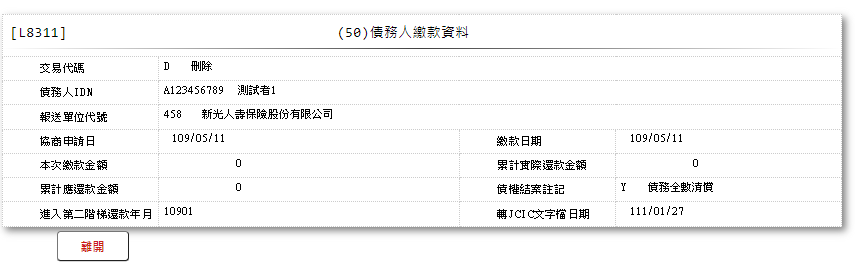 [L8311] (50)債務人繳款資料
交易代碼 D 刪除
債務人IDN A123456789 測試者1
報送單位代號 458 新光人壽保險股份有限公司
協商申請日 109/05/11 繳款日期 109/05/11
本次繳款金額 0 累計實際還款金額 0
累計應還款金額 0 債權結案註記 Y 債務全數清償
進入第二階梯還款年月 10901 轉JCIC文字檔日期 111/01/27
離開